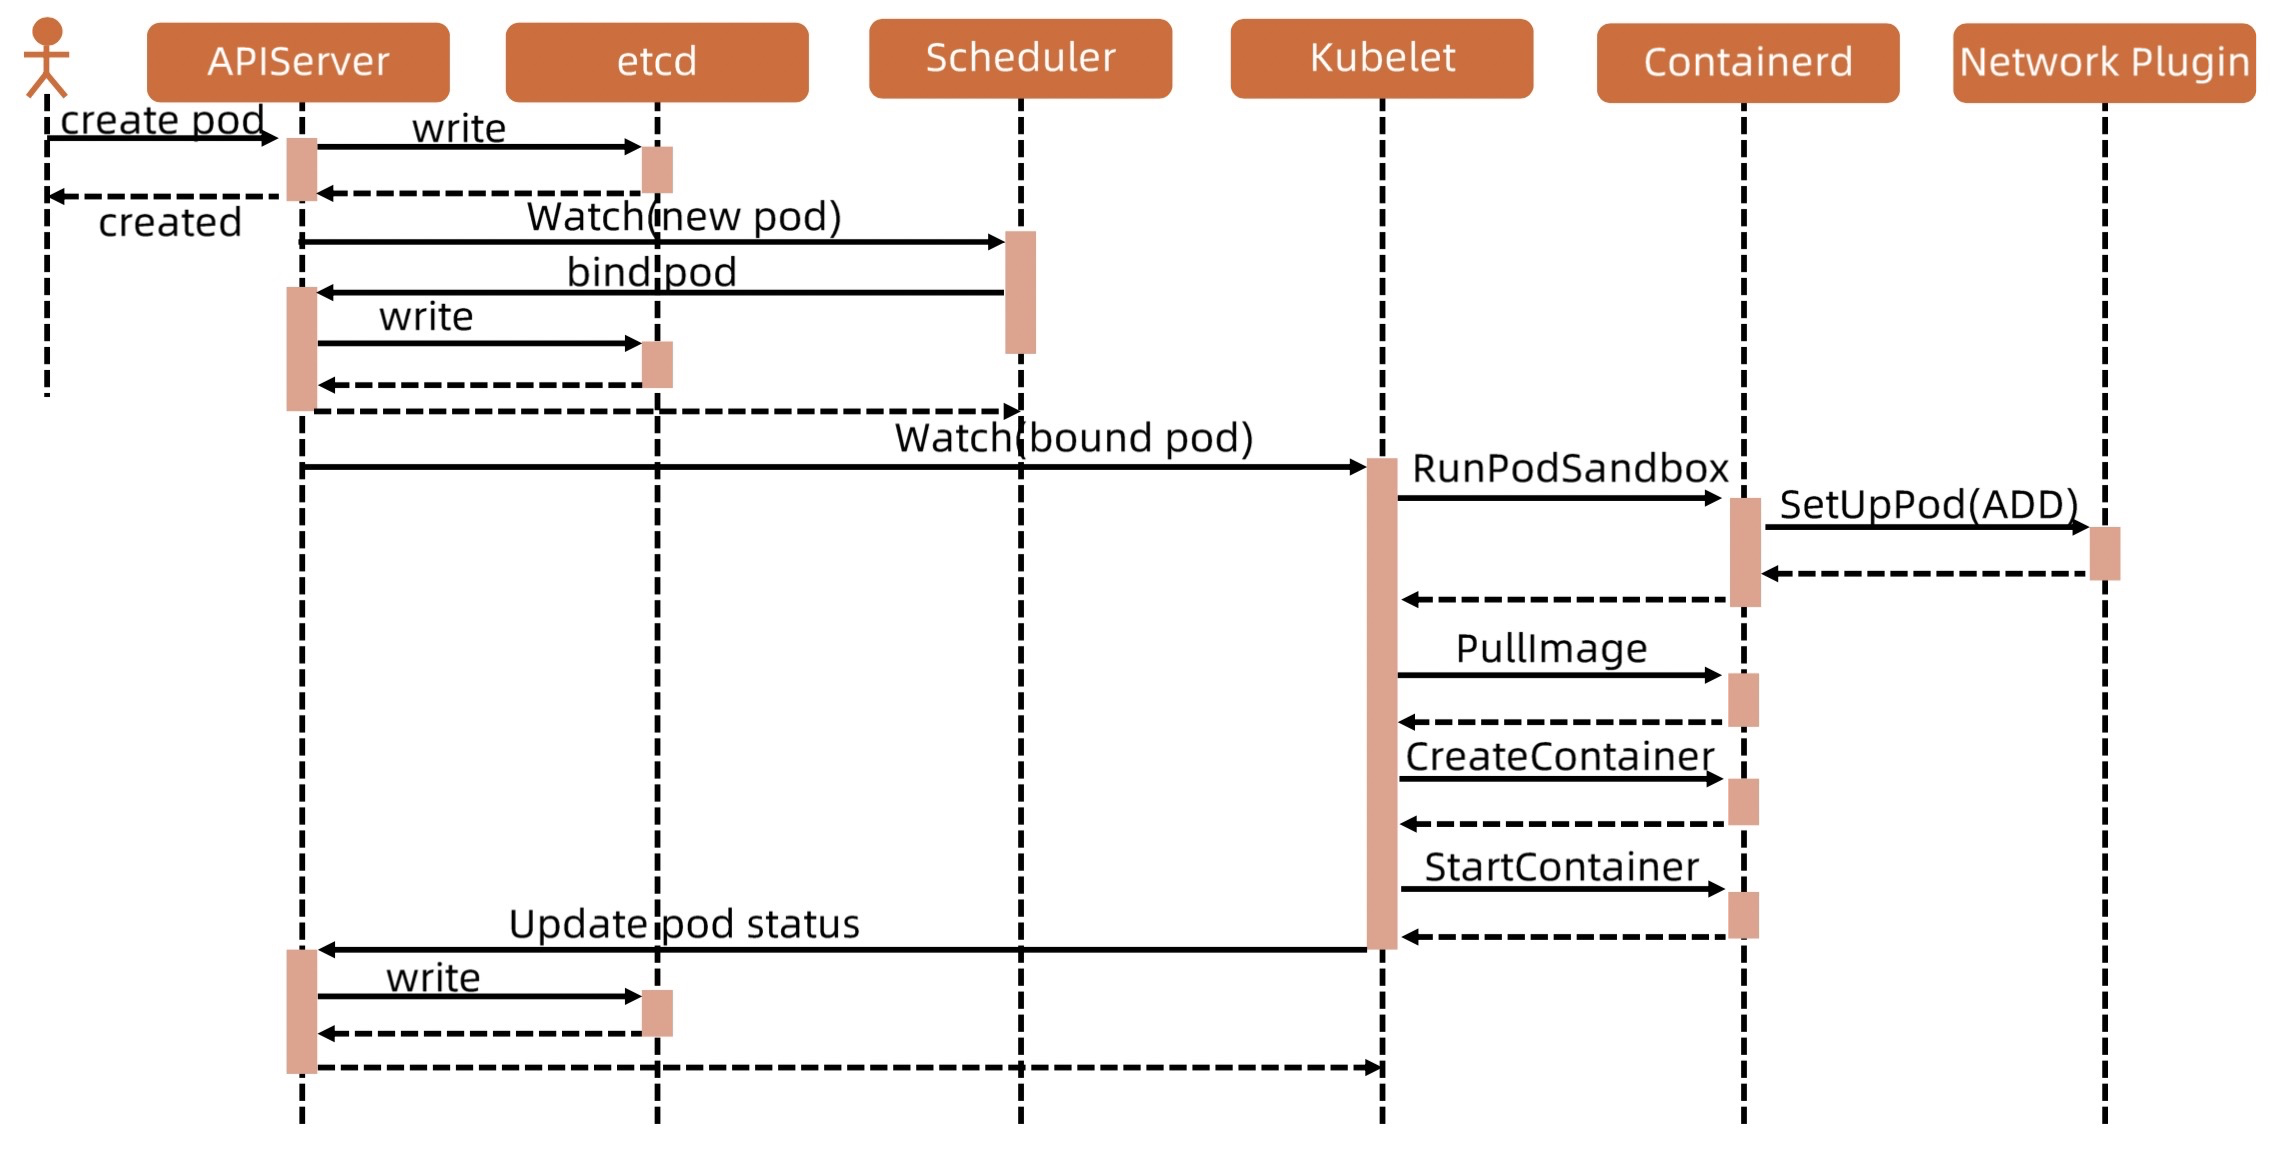 APIServer
etcd
Scheduler
Kubelet
Containerd
Network Plugin
create pod
write
created
Watch(new pod)
bind pod
write
Watch(bound pod)
RunPodSandbox
SetUpPod(ADD)
PullImage
CreateContainer
StartContainer
Update pod status
write